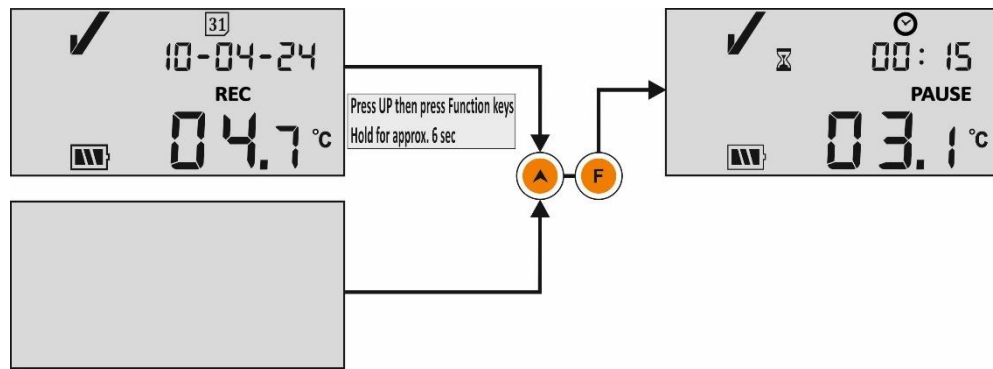 31
10-04-24
REC
04.7 °C
Press UP then press Function keys
Hold for approx. 6 sec
F
00:15
PAUSE
03.1 °C